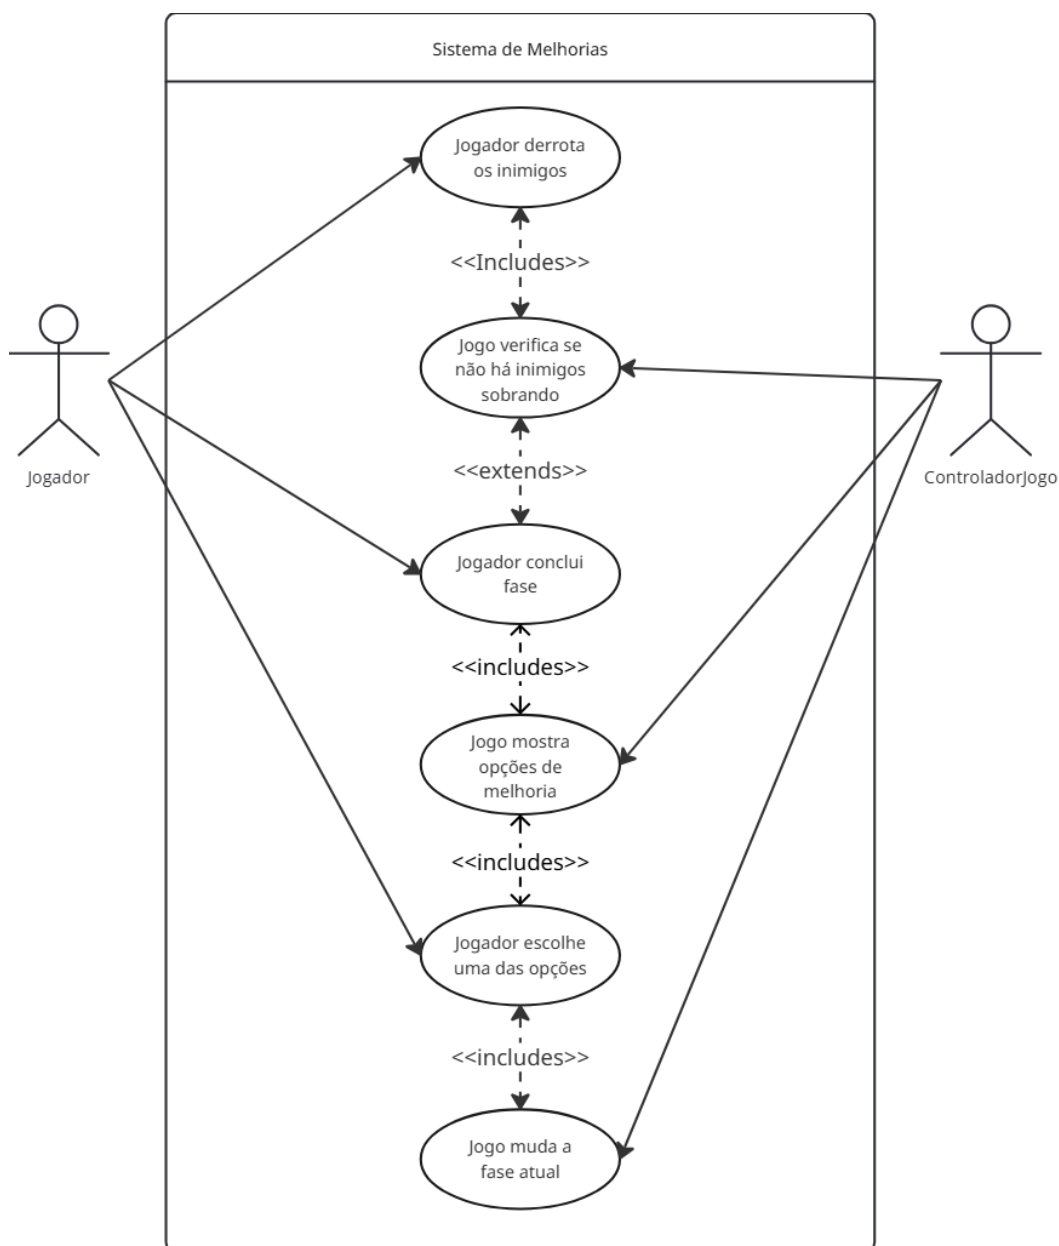 Sistema de Melhorias
Jogador derrota
os inimigos
<<Includes>>
Jogo verifica se
não há inimigos
sobrando
<<extends>>
Jogador
ControladorJogo
Jogador conclui
fase
<<includes>>
Jogo mostra
opções de
melhoria
<<includes>>
Jogador escolhe
uma das opções
<<includes>>
Jogo muda a
fase atual